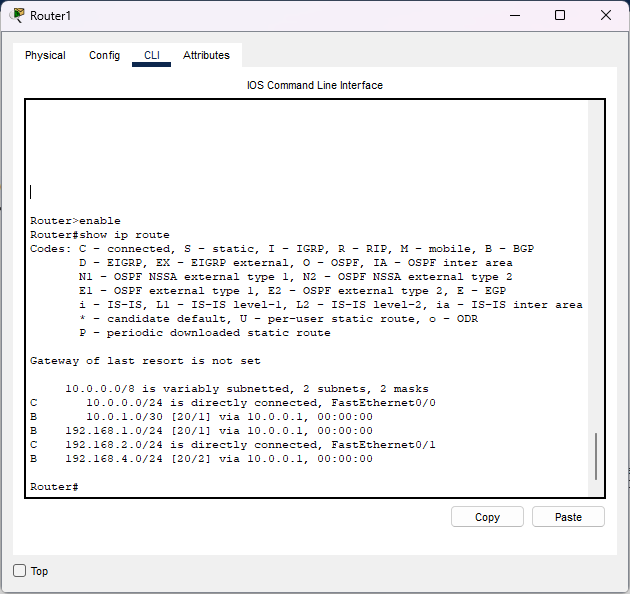 Router1
Physical Config CLI Attributes
IOS Command Line Interface
Router>enable
Router#show ip route
Codes: C - connected, S - static, I - IGRP, R - RIP, M - mobile, B - BGP
       D - EIGRP, EX - EIGRP external, O - OSPF, IA - OSPF inter area
       N1 - OSPF NSSA external type 1, N2 - OSPF NSSA external type 2
       E1 - OSPF external type 1, E2 - OSPF external type 2, E - EGP
       i - IS-IS, L1 - IS-IS level-1, L2 - IS-IS level-2, ia - IS-IS inter area
       * - candidate default, U - per-user static route, o - ODR
       P - periodic downloaded static route
Gateway of last resort is not set
     10.0.0.0/8 is variably subnetted, 2 subnets, 2 masks
C       10.0.0.0/24 is directly connected, FastEthernet0/0
B       10.0.1.0/30 [20/1] via 10.0.0.1, 00:00:00
B    192.168.1.0/24 [20/1] via 10.0.0.1, 00:00:00
C    192.168.2.0/24 is directly connected, FastEthernet0/1
B    192.168.4.0/24 [20/2] via 10.0.0.1, 00:00:00
Router#
Copy Paste
Top